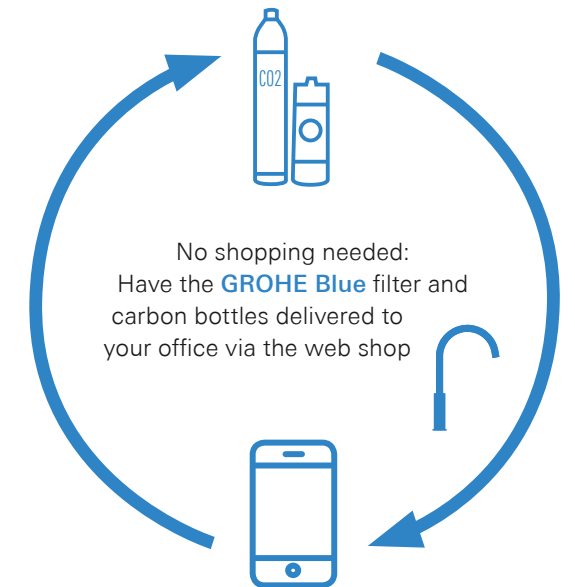 CO2
No shopping needed:
Have the GROHE Blue filter and
carbon bottles delivered to
your office via the web shop